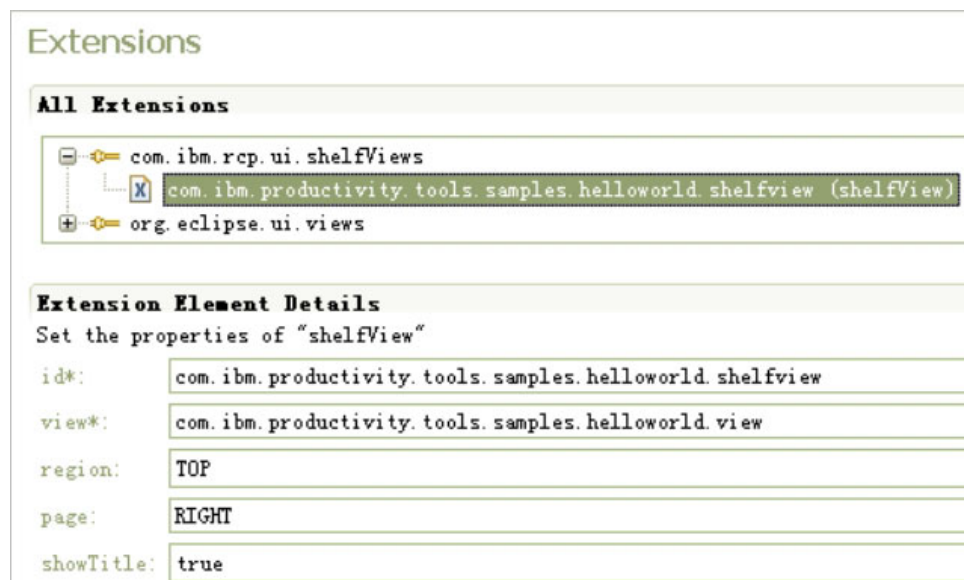 Extensions
All Extensions
com.ibm.rcp.ui.shelfViews
com.ibm.productivity.tools.samples.helloworld.shelfview (shelfView)
org.eclipse.ui.views
Extension Element Details
Set the properties of "shelfView"
id*: com.ibm.productivity.tools.samples.helloworld.shelfview
view*: com.ibm.productivity.tools.samples.helloworld.view
region: TOP
page: RIGHT
showTitle: true